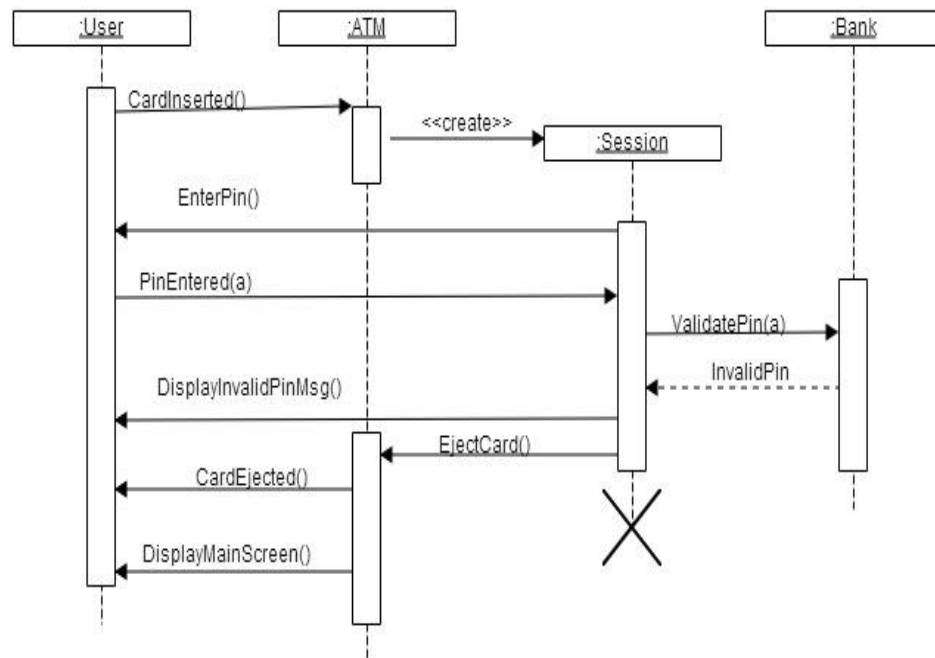 :User
:ATM
:Bank
CardInserted()
<<create>>
:Session
EnterPin()
PinEntered(a)
ValidatePin(a)
InvalidPin
DisplayInvalidPinMsg()
EjectCard()
CardEjected()
DisplayMainScreen()